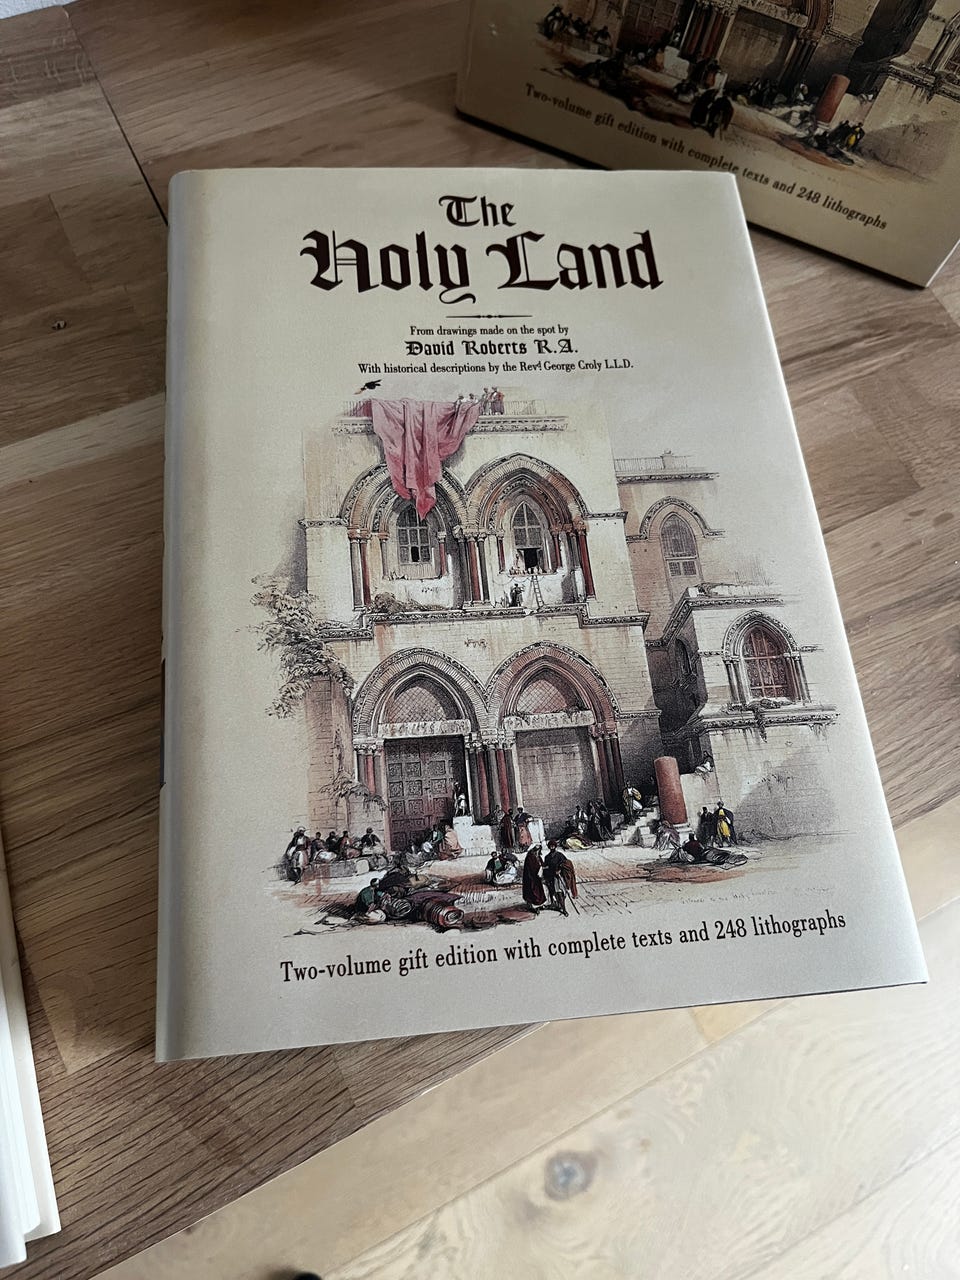 The
Holy Land
From drawings made on the spot by
David Roberts R.A.
With historical descriptions by the Revd George Croly L.L.D.
Two-volume gift edition with complete texts and 248 lithographs
Two-volume gift edition with complete texts and 248 lithographs